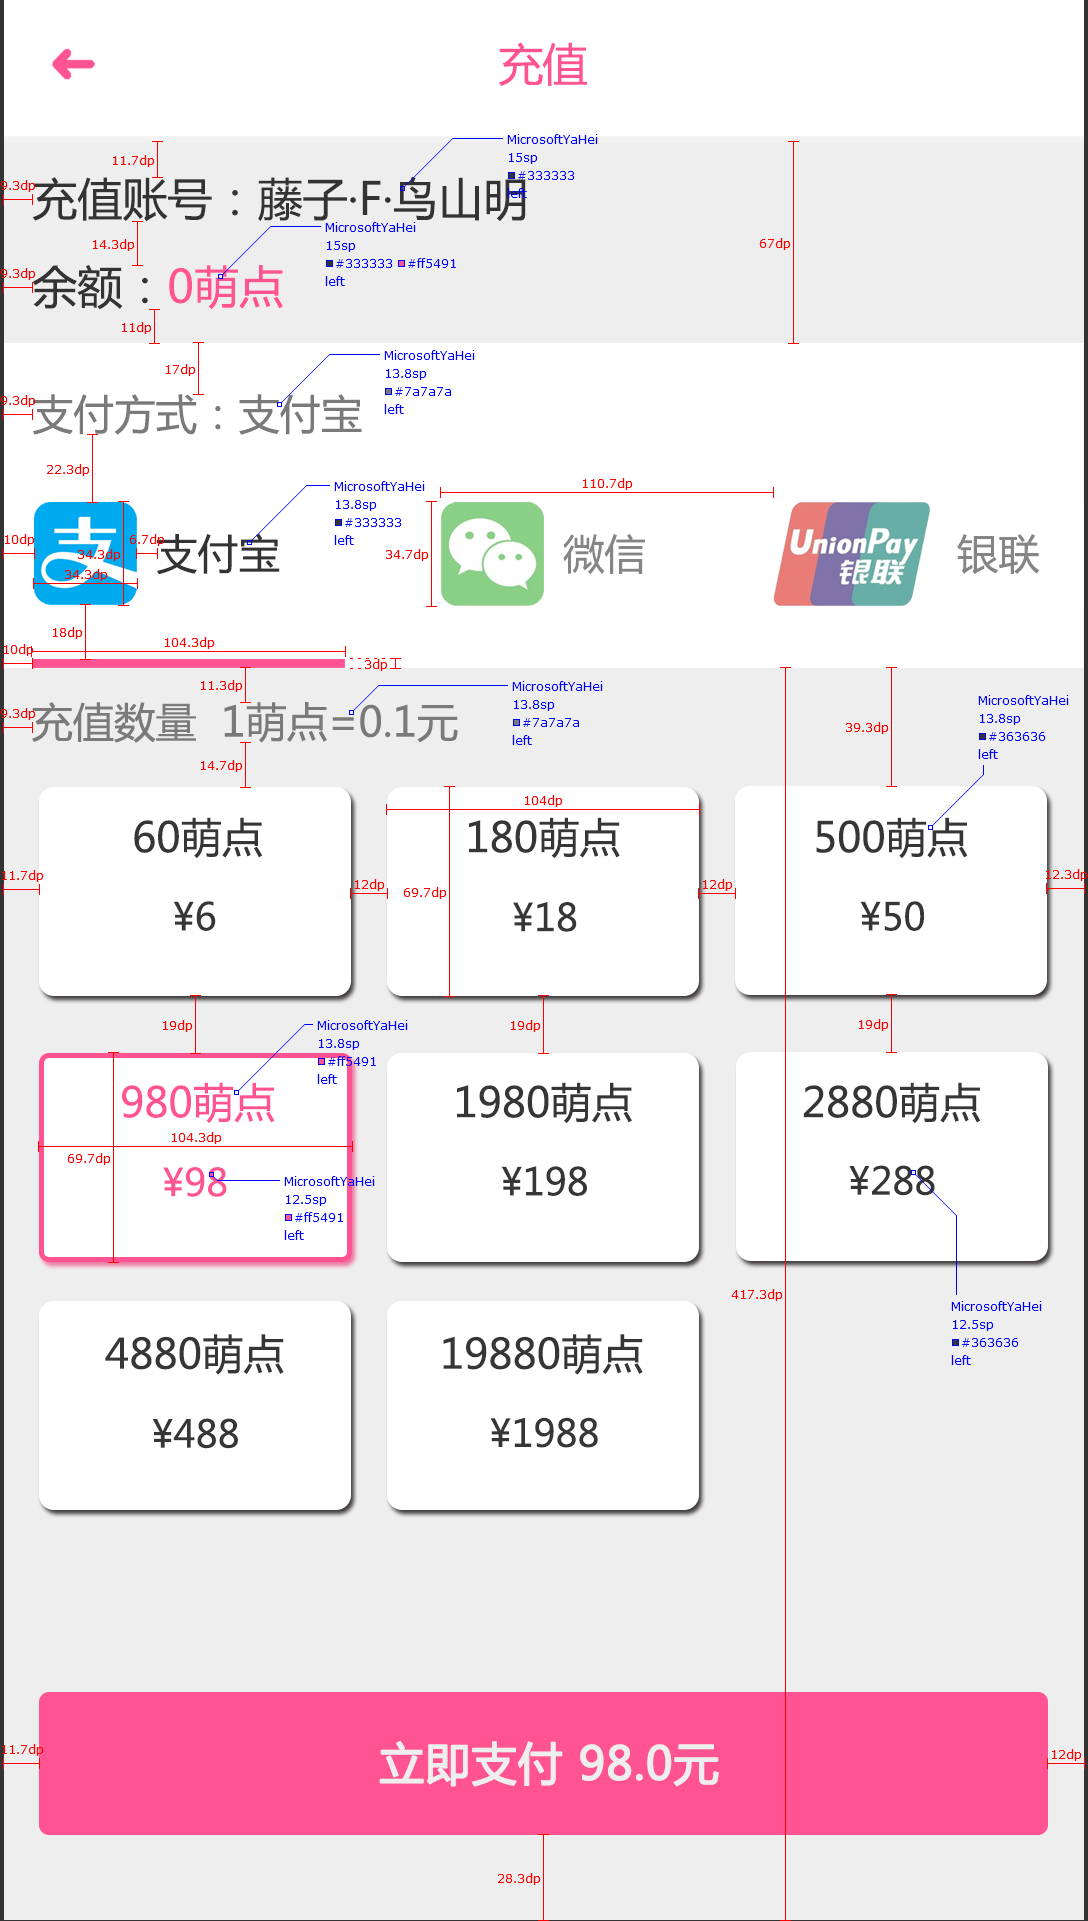 充值
MicrosoftYaHei
15sp
#333333
left
11.7dp
9.3dp
充值账号：藤子·F·鸟山明
MicrosoftYaHei
15sp
#333333 #ff5491
left
14.3dp
67dp
9.3dp
余额：0萌点
11dp
17dp
MicrosoftYaHei
13.8sp
#7a7a7a
left
9.3dp
支付方式：支付宝
22.3dp
MicrosoftYaHei
13.8sp
#333333
left
110.7dp
10dp
支
34.3dp
34.3dp
6.7dp
支付宝
34.7dp
微信
UnionPay
银联
银联
18dp
104.3dp
10dp
3dp
11.3dp
MicrosoftYaHei
13.8sp
#7a7a7a
left
MicrosoftYaHei
13.8sp
#363636
left
9.3dp
充值数量 1萌点=0.1元
39.3dp
14.7dp
104dp
60萌点
180萌点
500萌点
11.7dp
12dp
69.7dp
12dp
12.3dp
¥6
¥18
¥50
19dp
19dp
19dp
MicrosoftYaHei
13.8sp
#ff5491
left
980萌点
1980萌点
2880萌点
104.3dp
69.7dp
¥98
¥198
¥288
MicrosoftYaHei
12.5sp
#ff5491
left
417.3dp
MicrosoftYaHei
12.5sp
#363636
left
4880萌点
19880萌点
¥488
¥1988
11.7dp
立即支付 98.0元
12dp
28.3dp